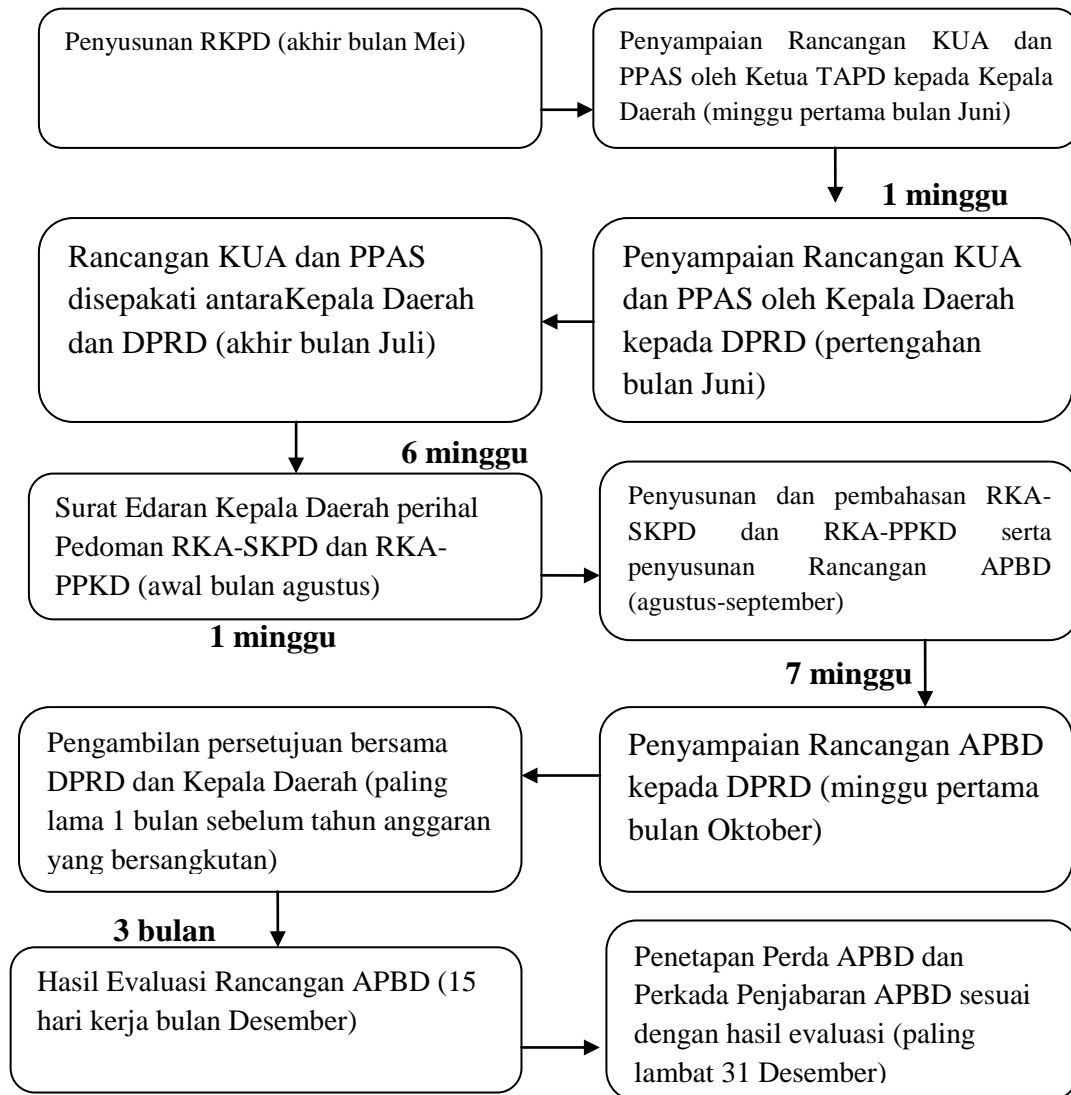 Penyusunan RKPD (akhir bulan Mei)
Penyampaian Rancangan KUA dan
PPAS oleh Ketua TAPD kepada Kepala
Daerah (minggu pertama bulan Juni)
1 minggu
Penyampaian Rancangan KUA
dan PPAS oleh Kepala Daerah
kepada DPRD (pertengahan
bulan Juni)
Rancangan KUA dan PPAS
disepakati antaraKepala Daerah
dan DPRD (akhir bulan Juli)
6 minggu
Surat Edaran Kepala Daerah perihal
Pedoman RKA-SKPD dan RKA-
PPKD (awal bulan agustus)
1 minggu
Penyusunan dan pembahasan RKA-
SKPD dan RKA-PPKD serta
penyusunan Rancangan APBD
(agustus-september)
7 minggu
Penyampaian Rancangan APBD
kepada DPRD (minggu pertama
bulan Oktober)
Pengambilan persetujuan bersama
DPRD dan Kepala Daerah (paling
lama 1 bulan sebelum tahun anggaran
yang bersangkutan)
3 bulan
Hasil Evaluasi Rancangan APBD (15
hari kerja bulan Desember)
Penetapan Perda APBD dan
Perkada Penjabaran APBD sesuai
dengan hasil evaluasi (paling
lambat 31 Desember)